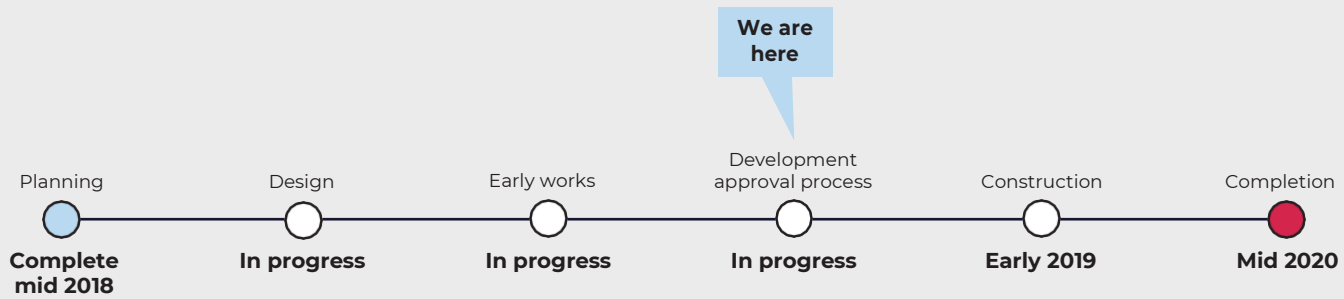 We are
here
Planning
Design
Early works
Development
approval process
Construction
Completion
Complete
mid 2018
In progress
In progress
In progress
Early 2019
Mid 2020